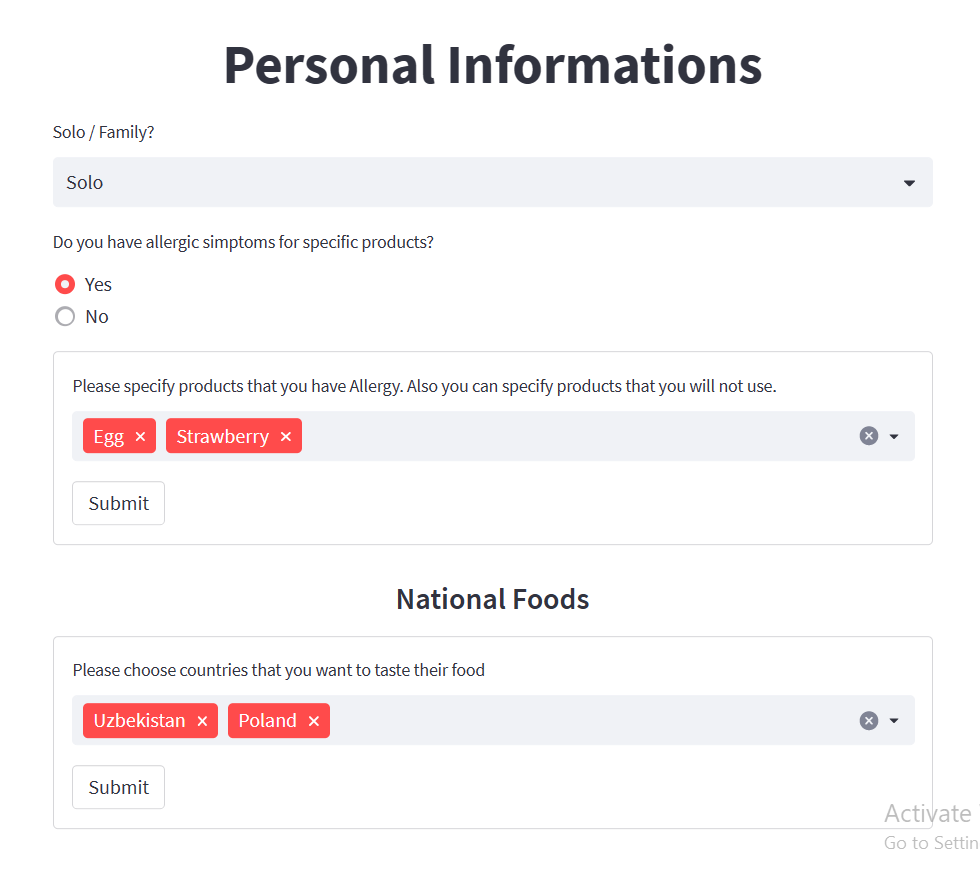 Personal Informations
Solo / Family?
Solo
Do you have allergic simptoms for specific products?
Yes
No
Please specify products that you have Allergy. Also you can specify products that you will not use.
Egg × Strawberry ×
Submit
National Foods
Please choose countries that you want to taste their food
Uzbekistan × Poland ×
Submit
Activate
Go to Settin